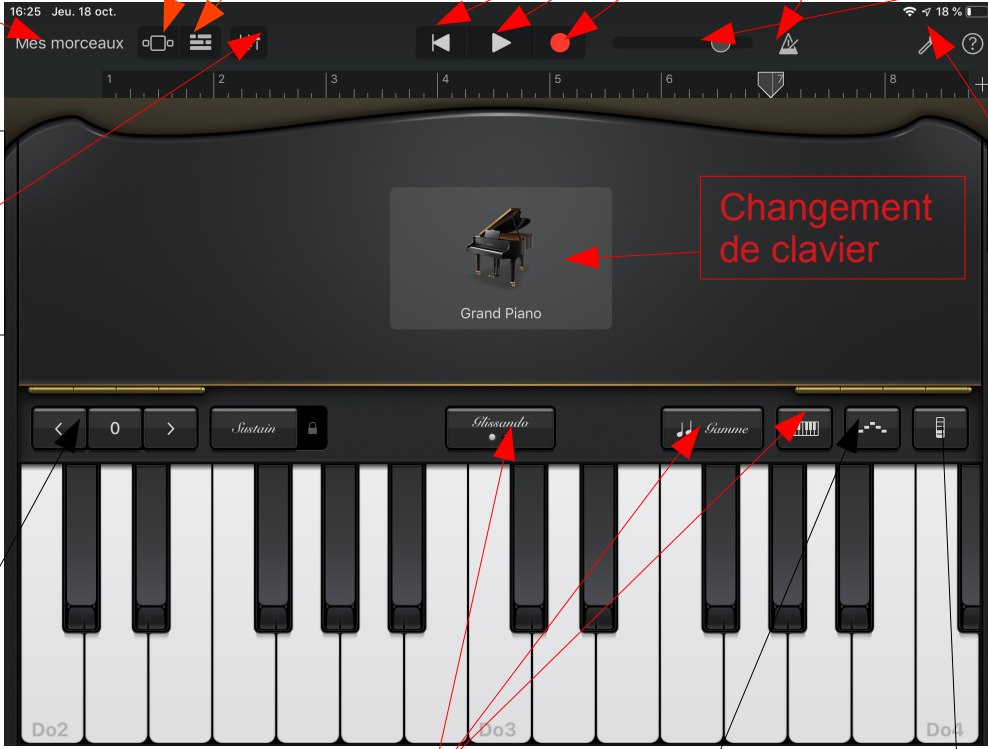 16:25 Jeu. 18 oct.
18 %
Mes morceaux
?
1 2 3 4 5 6 7 8 +
Changement
de clavier
Grand Piano
< 0 >
Sustain
Glissando
Gamme
Do2
Do3
Do4